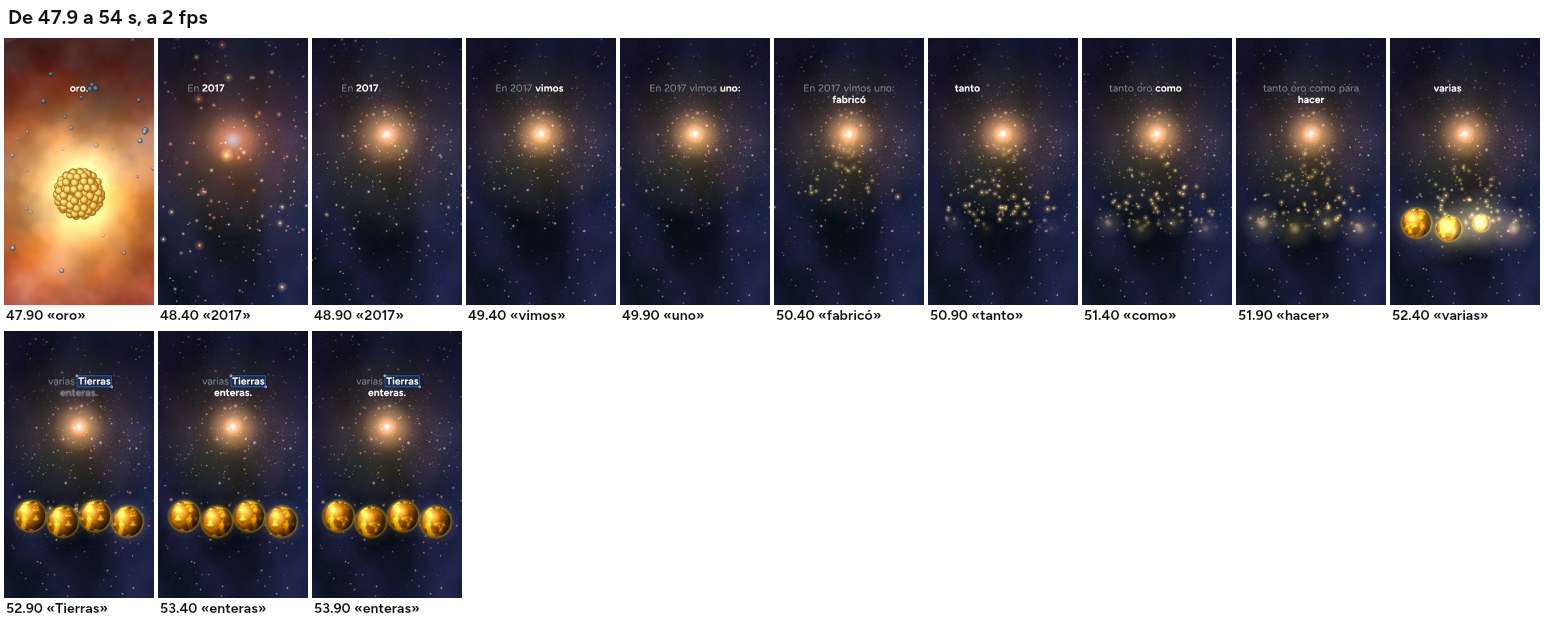 De 47.9 a 54 s, a 2 fps
oro.
En 2017
En 2017
En 2017 vimos
En 2017 vimos uno:
En 2017 vimos uno:
fabricó
tanto
tanto oro como
tanto oro como para
hacer
varias
47.90 «oro»
48.40 «2017»
48.90 «2017»
49.40 «vimos»
49.90 «uno»
50.40 «fabricó»
50.90 «tanto»
51.40 «como»
51.90 «hacer»
52.40 «varias»
varias Tierras
enteras.
varias Tierras
enteras.
varias Tierras
enteras.
52.90 «Tierras»
53.40 «enteras»
53.90 «enteras»